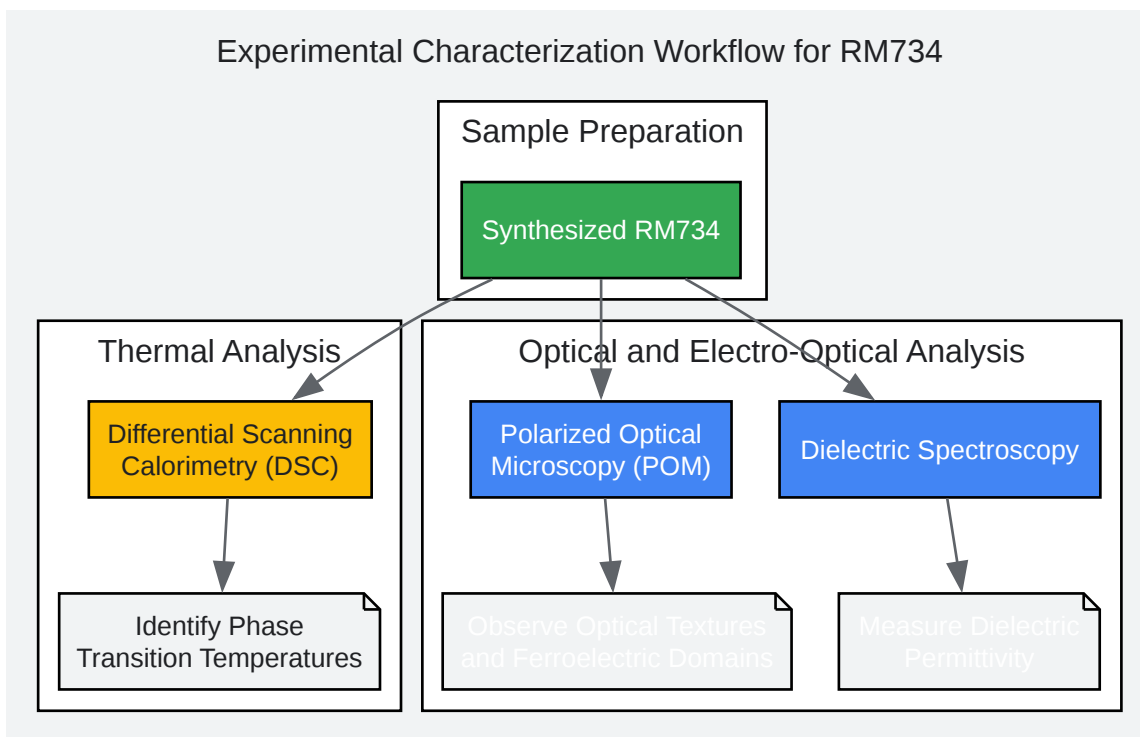 Experimental Characterization Workflow for RM734
Sample Preparation
Synthesized RM734
Thermal Analysis
Optical and Electro-Optical Analysis
Differential Scanning
Calorimetry (DSC)
Polarized Optical
Microscopy (POM)
Dielectric Spectroscopy
Identify Phase
Transition Temperatures
Observe Optical Textures
and Ferroelectric Domains
Measure Dielectric
Permittivity